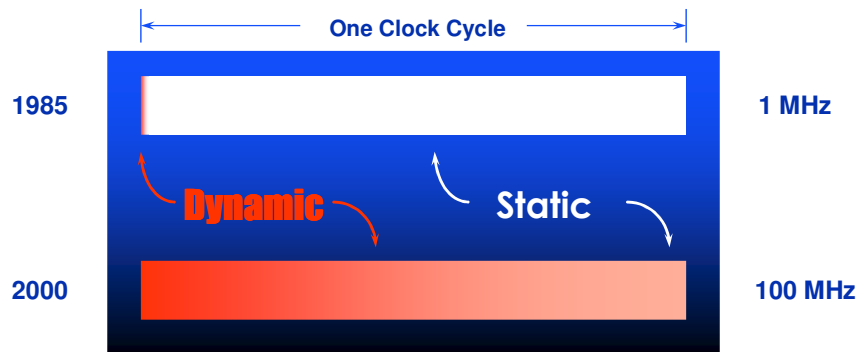 One Clock Cycle
1985
1 MHz
Dynamic
Static
2000
100 MHz